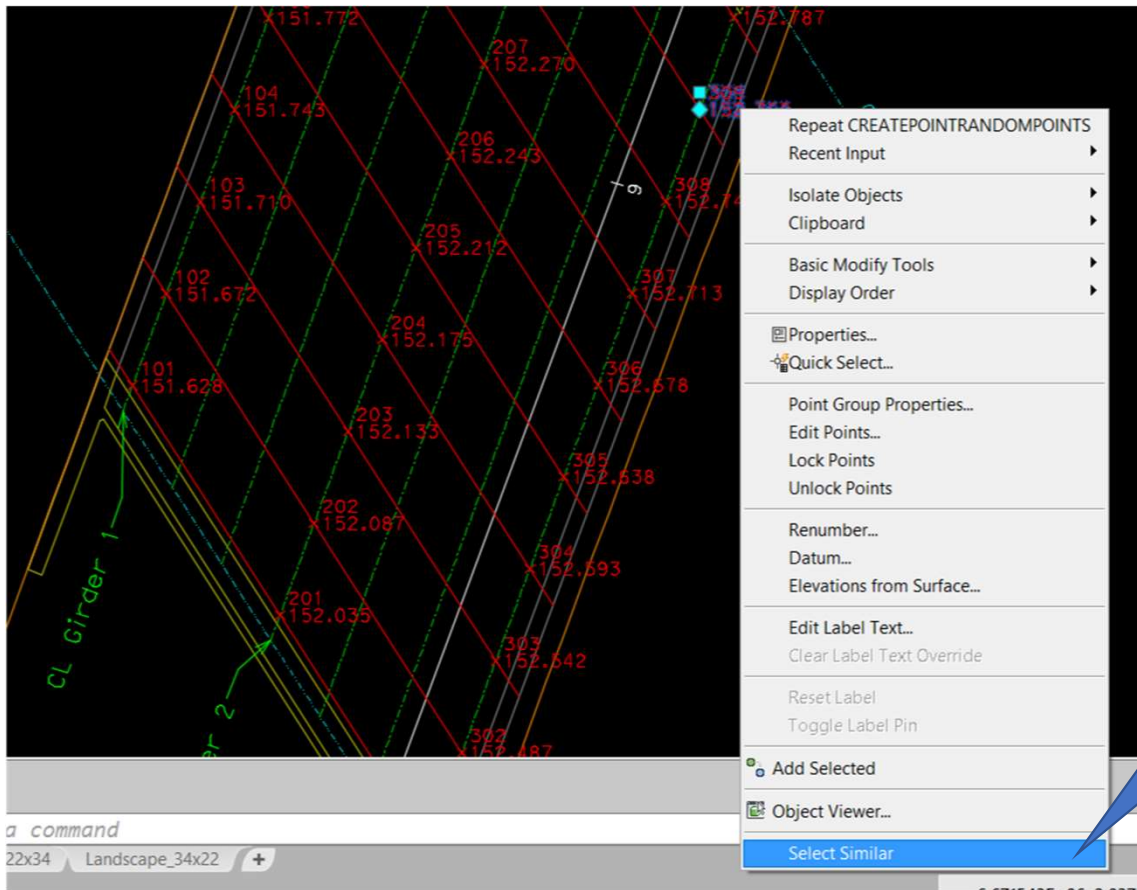 151.772
152.787
207
152.270
104
151.743
206
152.243
103
151.710
308
9
205
152.212
102
151.672
307
152.713
204
152.175
101
151.628
306
152.678
203
152.133
305
152.638
202
152.087
304
152.593
201
152.035
303
152.542
302
152.487
CL Girder 1
2
Repeat CREATEPOINTRANDOMPOINTS
Recent Input
Isolate Objects
Clipboard
Basic Modify Tools
Display Order
Properties...
Quick Select...
Point Group Properties...
Edit Points...
Lock Points
Unlock Points
Renumber...
Datum...
Elevations from Surface...
Edit Label Text...
Clear Label Text Override
Reset Label
Toggle Label Pin
Add Selected
Object Viewer...
Select Similar
a command
22x34
Landscape_34x22
+